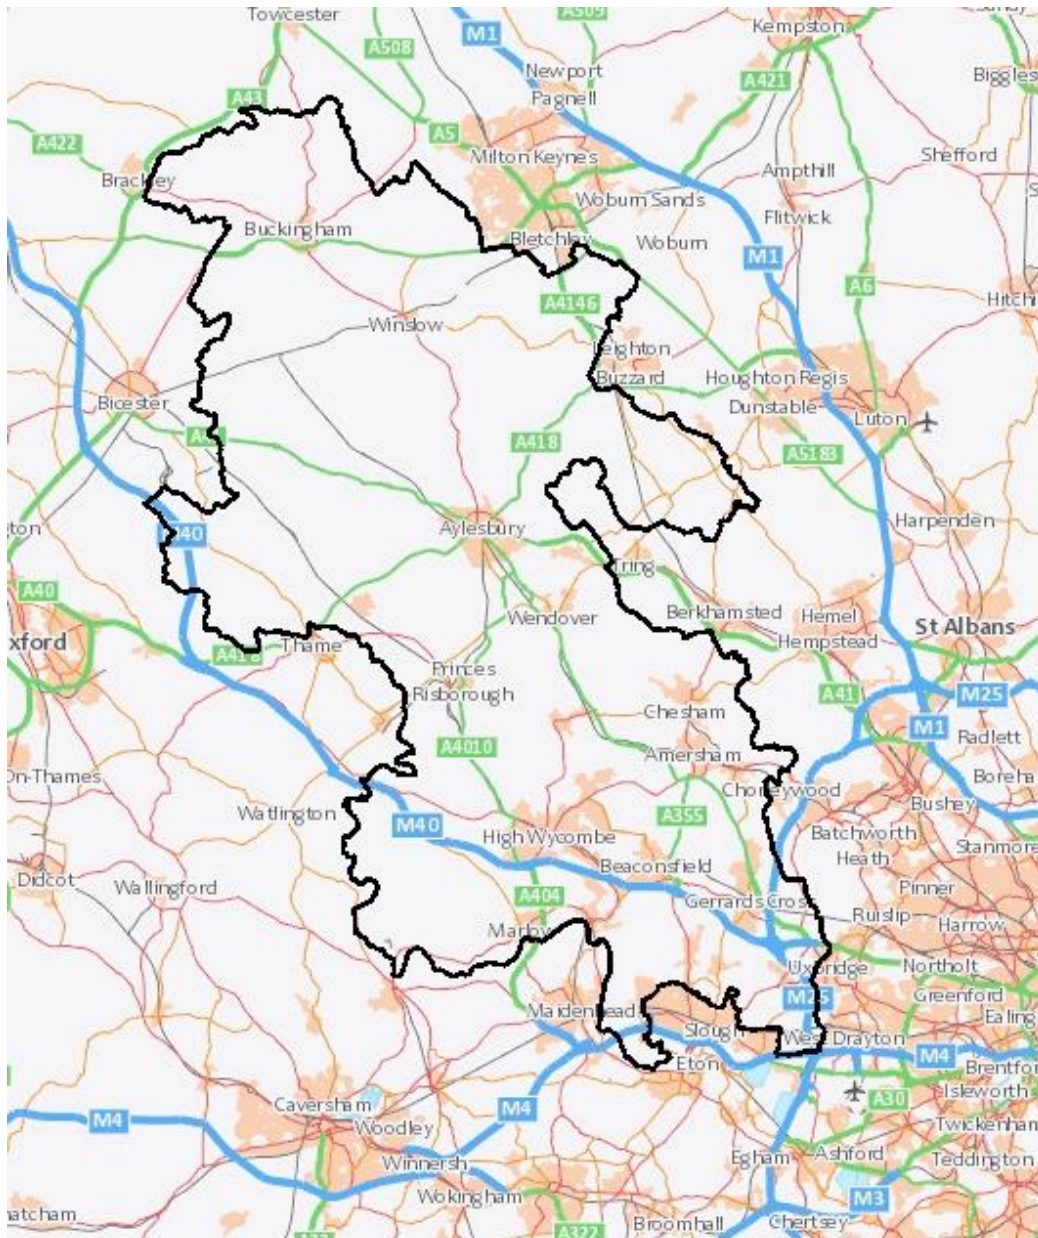 Towcester
A508
M1
A509
Kempston
A421
Newport
Pagnell
A43
A422
A5
Milton Keynes
Ampthill
Shefford
Brackley
Woburn Sands
Flitwick
Buckingham
Bletchley
Woburn
M1
A6
A4146
Winslow
Leighton
Buzzard
Houghton Regis
Bicester
Dunstable
Luton
A418
A5183
Aylesbury
Harpenden
M40
A40
Tring
Wendover
Berkhamsted
Hemel
Hempstead
St Albans
xford
A418
Thame
Princes
Risborough
A41
M25
Chesham
M1
Radlett
A4010
Amersham
On-Thames
Chorleywood
Boreha
Bushey
Watlington
M40
High Wycombe
A355
Batchworth
Heath
Stanmore
Beaconsfield
Didcot
Wallingford
A404
Pinner
Gerrards Cross
Ruislip
Harrow
Marlow
Uxbridge
Northolt
M25
Greenford
Maidenhead
Slough
West Drayton
Ealing
Eton
M4
Brentfor
Isleworth
Caversham
M4
A30
M4
Woodley
Twickenham
Winnersh
Egham
Ashford
Teddington
Wokingham
M3
atcham
A322
Broomhall
Chertsey